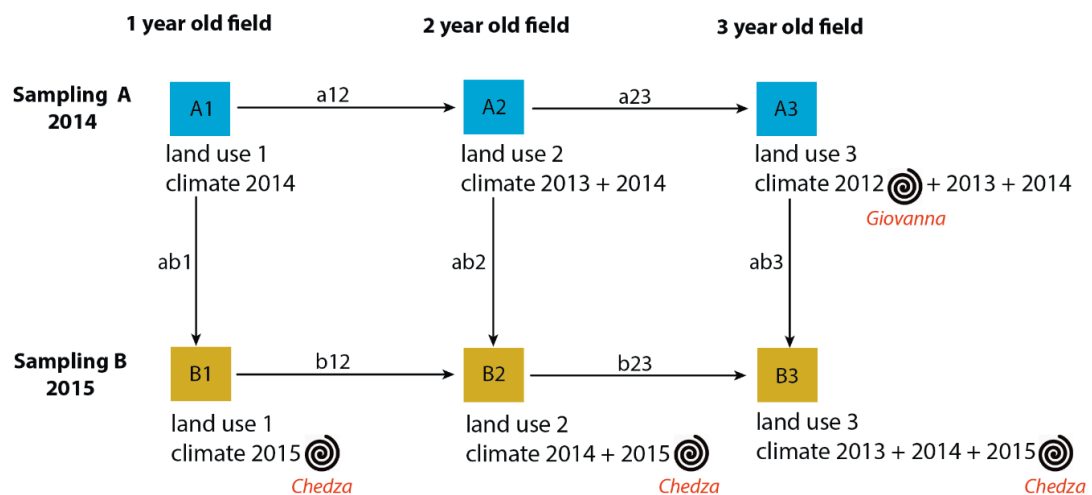 1 year old field
2 year old field
3 year old field
Sampling A
2014
A1
a12
A2
a23
A3
land use 1
climate 2014
land use 2
climate 2013 + 2014
land use 3
climate 2012 + 2013 + 2014
Giovanna
ab1
ab2
ab3
Sampling B
2015
B1
b12
B2
b23
B3
land use 1
climate 2015
Chedza
land use 2
climate 2014 + 2015
Chedza
land use 3
climate 2013 + 2014 + 2015
Chedza